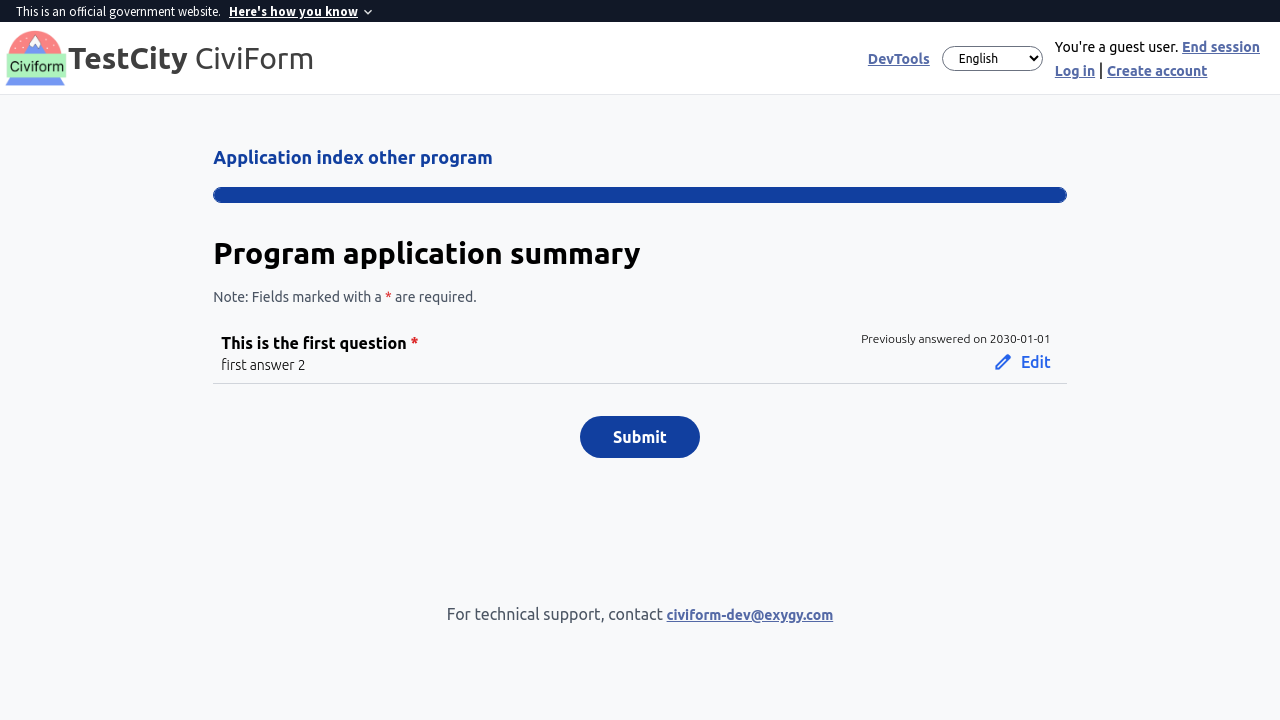 This is an official government website. Here's how you know
Civiform
TestCity CiviForm
DevTools
English
You're a guest user. End session
Log in | Create account
Application index other program
Program application summary
Note: Fields marked with a * are required.
This is the first question *
first answer 2
Previously answered on 2030-01-01
Edit
Submit
For technical support, contact civiform-dev@exygy.com